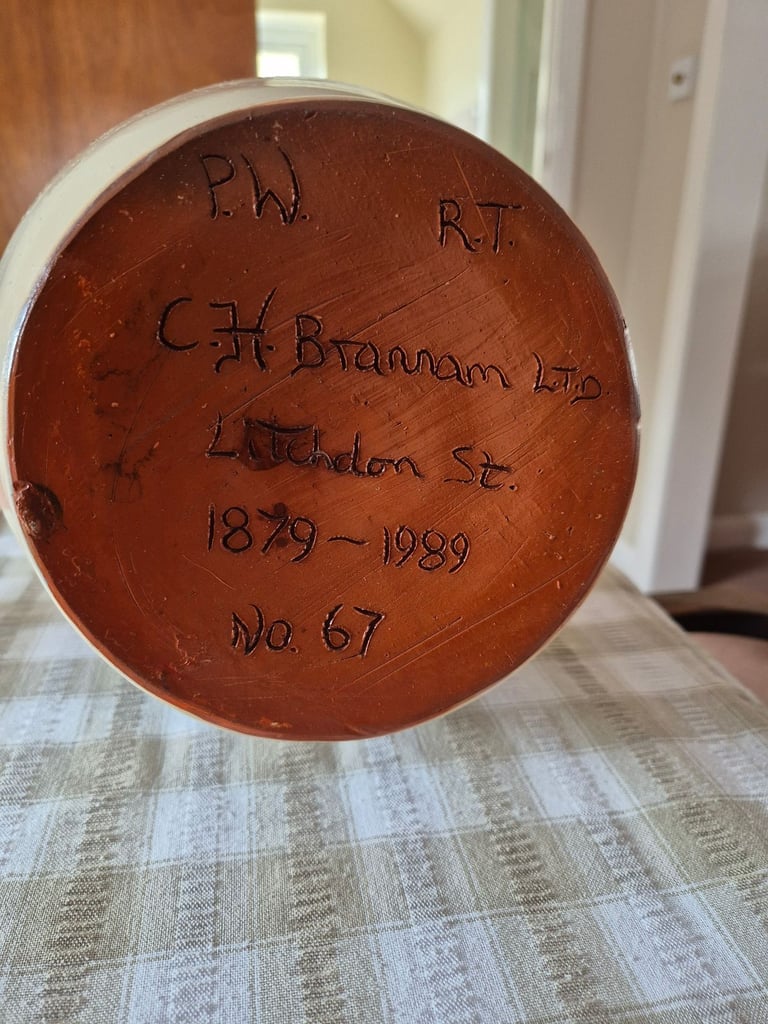 P.W. R.T.
C.H. Brannam LTD.
Litchdon St.
1879~1989
No. 67